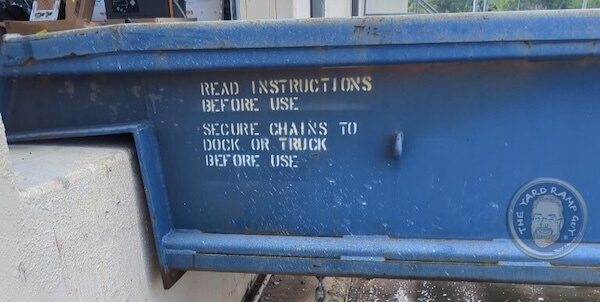 READ INSTRUCTIONS
BEFORE USE
SECURE CHAINS TO
DOCK OR TRUCK
BEFORE USE
THE YARD RAMP GUY